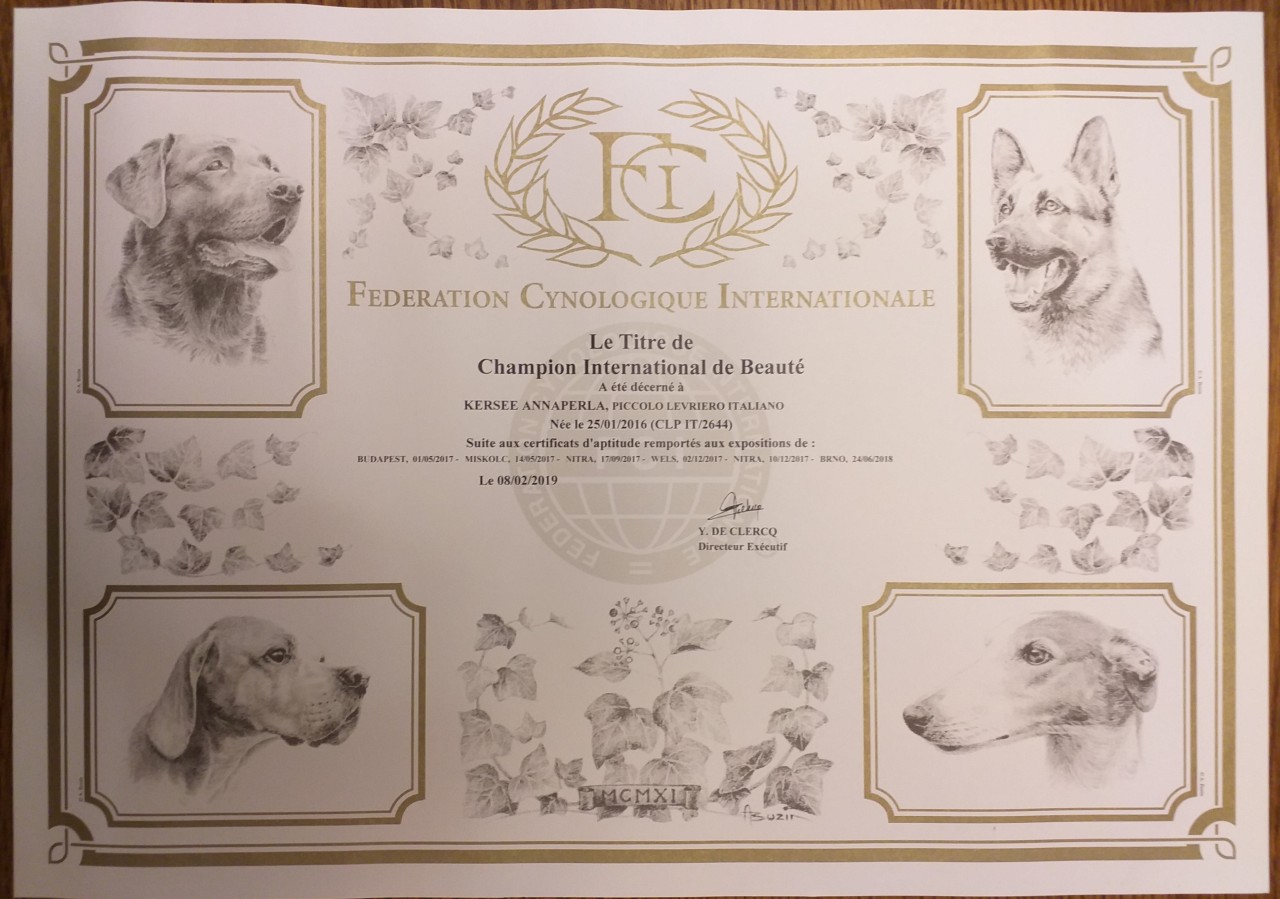 FCI
FEDERATION CYNOLOGIQUE INTERNATIONALE
Le Titre de
Champion International de Beauté
A été décerné à
KERSEE ANNAPERLA, PICCOLO LEVRIERO ITALIANO
Née le 25/01/2016 (CLP IT/2644)
Suite aux certificats d'aptitude remportés aux expositions de :
BUDAPEST, 01/05/2017 - MISKOLC, 14/05/2017 - NITRA, 17/09/2017 - WELS, 02/12/2017 - NITRA, 10/12/2017 - BRNO, 24/06/2018
Le 08/02/2019
Y. DE CLERCQ
Directeur Exécutif
MCMXI